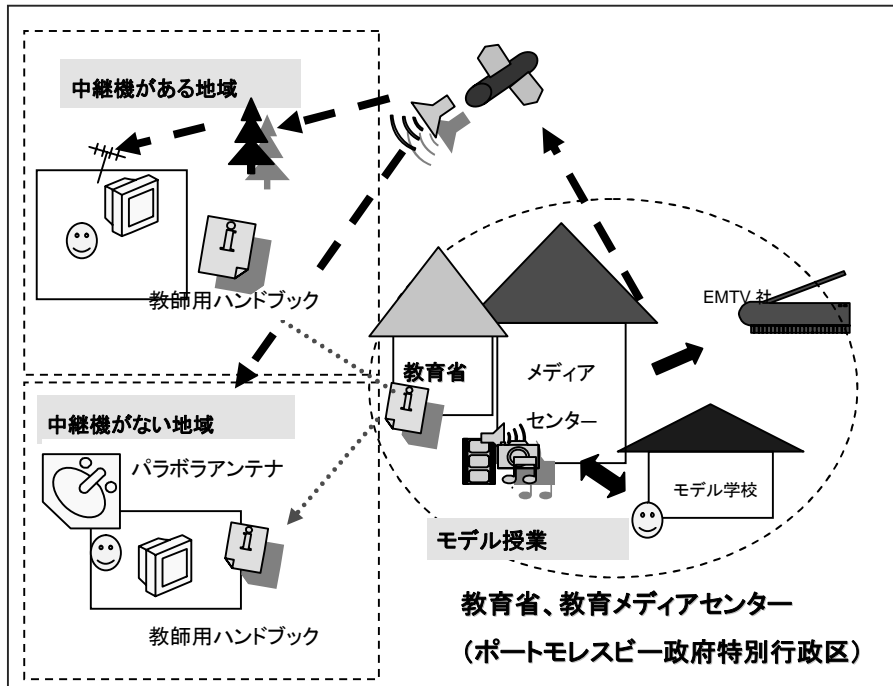 中継機がある地域
教師用ハンドブック
中継機がない地域
パラボラアンテナ
教師用ハンドブック
教育省
メディア
センター
EMTV 社
モデル学校
モデル授業
教育省、教育メディアセンター
（ポートモレスビー政府特別行政区）